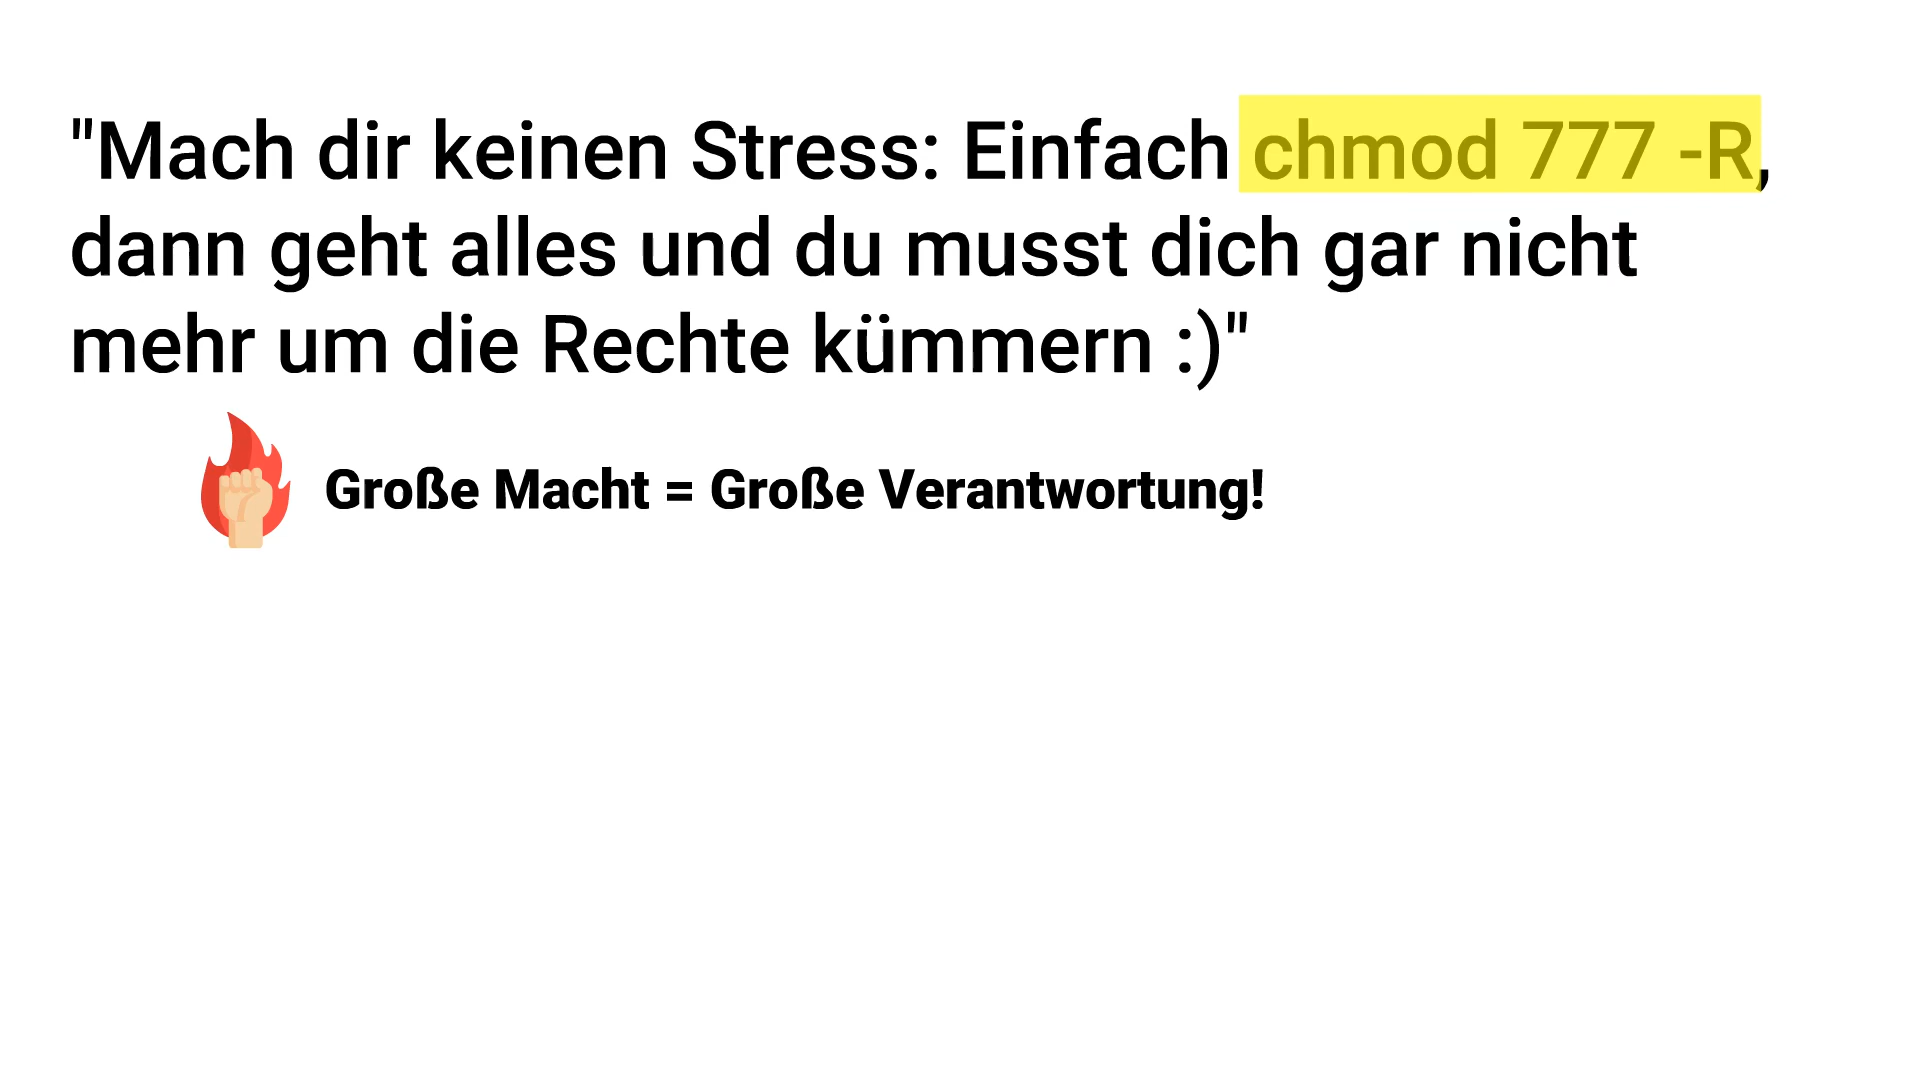 "Mach dir keinen Stress: Einfach chmod 777 -R,
dann geht alles und du musst dich gar nicht
mehr um die Rechte kümmern :)"
Große Macht = Große Verantwortung!